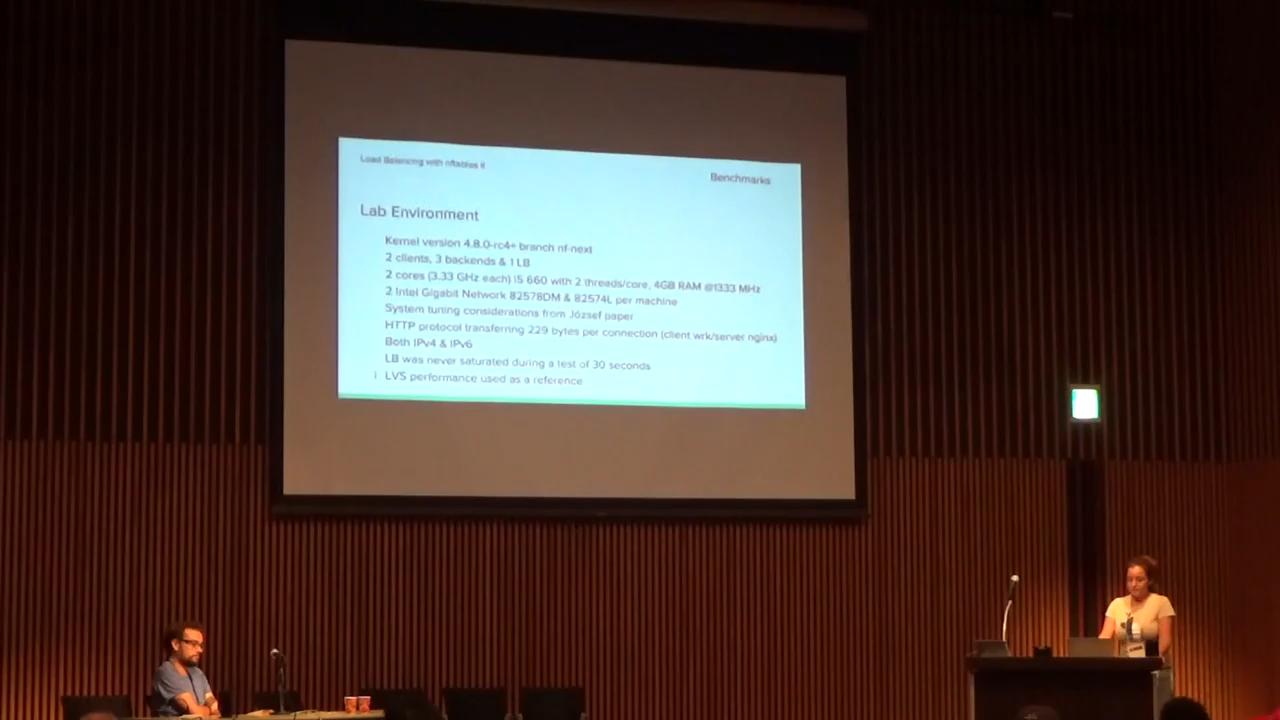 Load Balancing with nftables II
Benchmarks
Lab Environment
Kernel version 4.8.0-rc4+ branch nf-next
2 clients, 3 backends & 1 LB
2 cores (3.33 GHz each) i5 660 with 2 threads/core, 4GB RAM @1333 MHz
2 Intel Gigabit Network 82578DM & 82574L per machine
System tuning considerations from József paper
HTTP protocol transferring 229 bytes per connection (client wrk/server nginx)
Both IPv4 & IPv6
LB was never saturated during a test of 30 seconds
LVS performance used as a reference